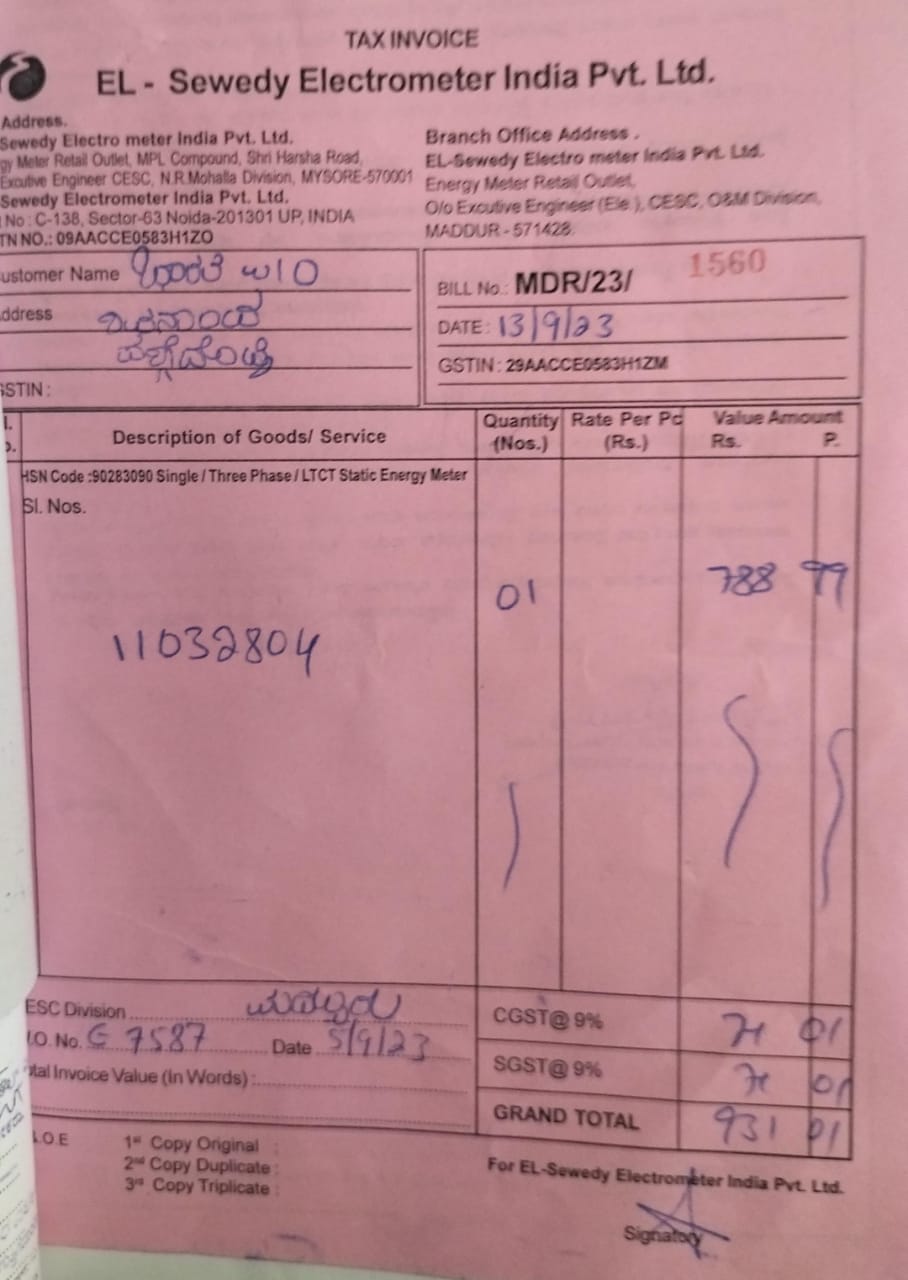 TAX INVOICE
EL - Sewedy Electrometer India Pvt. Ltd.
Address.
Sewedy Electro meter India Pvt. Ltd.
gy Meter Retail Outlet, MPL Compound, Shri Harsha Road,
Excutive Engineer CESC, N.R.Mohalla Division, MYSORE-570001
Sewedy Electrometer India Pvt. Ltd.
No : C-138, Sector-63 Noida-201301 UP, INDIA
TN NO.: 09AACCE0583H1ZO
Branch Office Address .
EL-Sewedy Electro meter India Pvt. Ltd.
Energy Meter Retail Outlet,
O/o Excutive Engineer (Ele ), CESC, O&M Division,
MADDUR - 571428.
ustomer Name W/O
ddress
GSTIN :
BILL No.: MDR/23/ 1560
DATE : 13/9/23
GSTIN : 29AACCE0583H1ZM
Description of Goods/ Service
Quantity (Nos.)
Rate Per Pc (Rs.)
Value Amount
Rs. P.
HSN Code :90283090 Single / Three Phase / LTCT Static Energy Meter
Sl. Nos.
01 788 99
11032804
ESC Division
.O. No. G 7587 Date 5/9/23
tal Invoice Value (In Words) :
CGST@ 9% 71 01
SGST@ 9% 71 01
GRAND TOTAL 931 01
.O.E
1st Copy Original :
2nd Copy Duplicate :
3rd Copy Triplicate :
For EL-Sewedy Electrometer India Pvt. Ltd.
Signatory